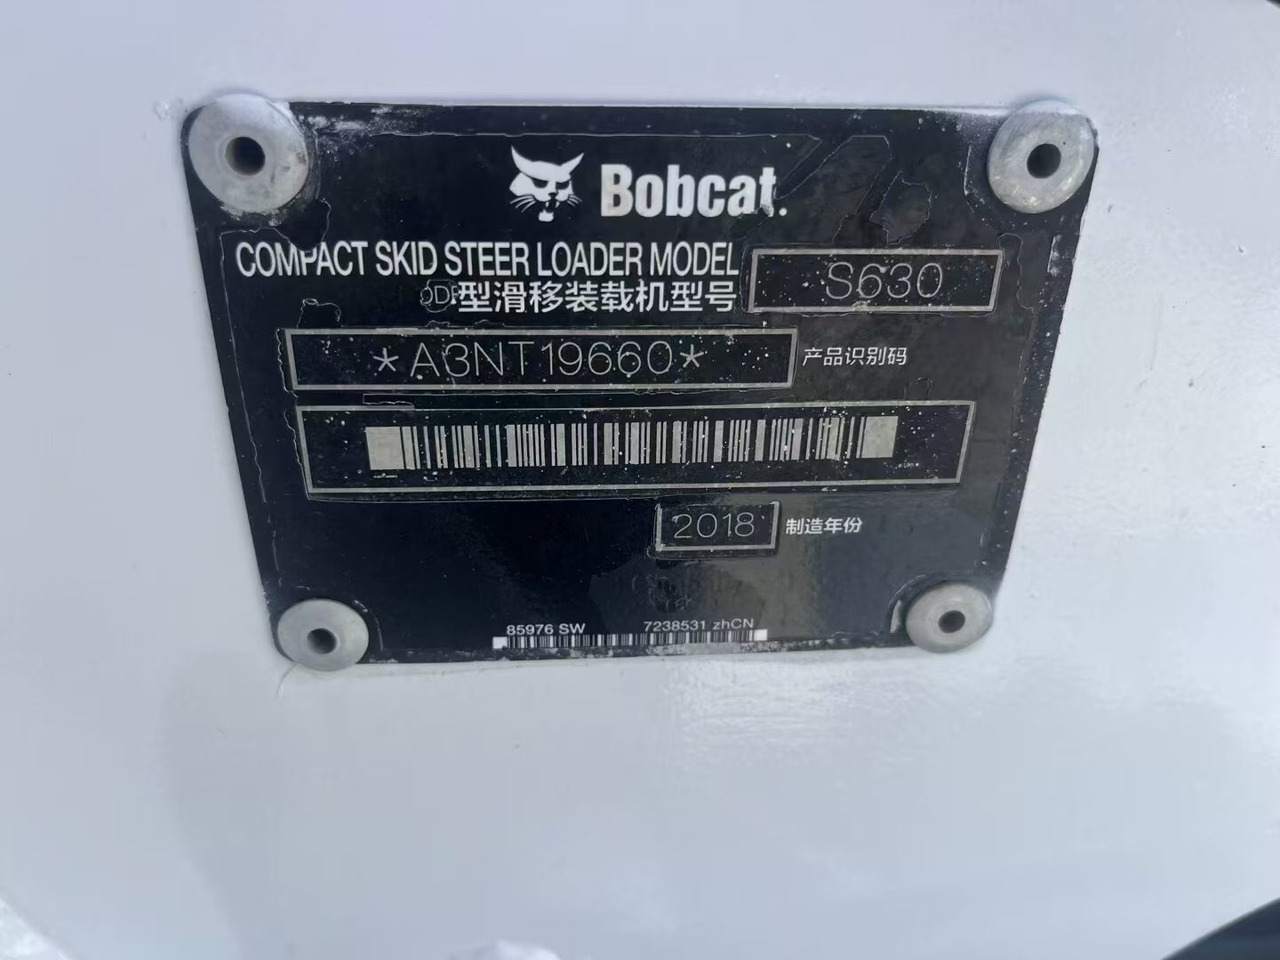 Bobcat.
COMPACT SKID STEER LOADER MODEL
型滑移装载机型号
S630
*A3NT19660*
产品识别码
2018
制造年份
85976 SW
7238531 zhCN